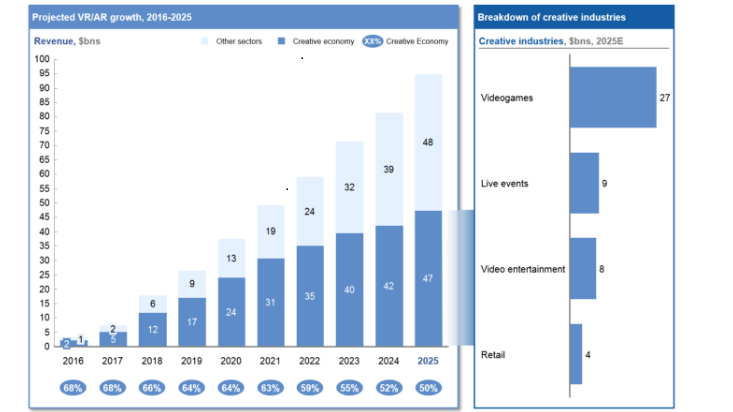 Projected VR/AR growth, 2016-2025
Revenue, $bns
Other sectors Creative economy XX% Creative Economy
100
95
90
85
80
75
70
65
60
55
50
45
40
35
30
25
20
15
10
5
0
1 2 6 9 13 19 24 32 39 48
2 5 12 17 24 31 35 40 42 47
2016 2017 2018 2019 2020 2021 2022 2023 2024 2025
68% 68% 66% 64% 64% 63% 59% 55% 52% 50%
Breakdown of creative industries
Creative industries, $bns, 2025E
Videogames 27
Live events 9
Video entertainment 8
Retail 4